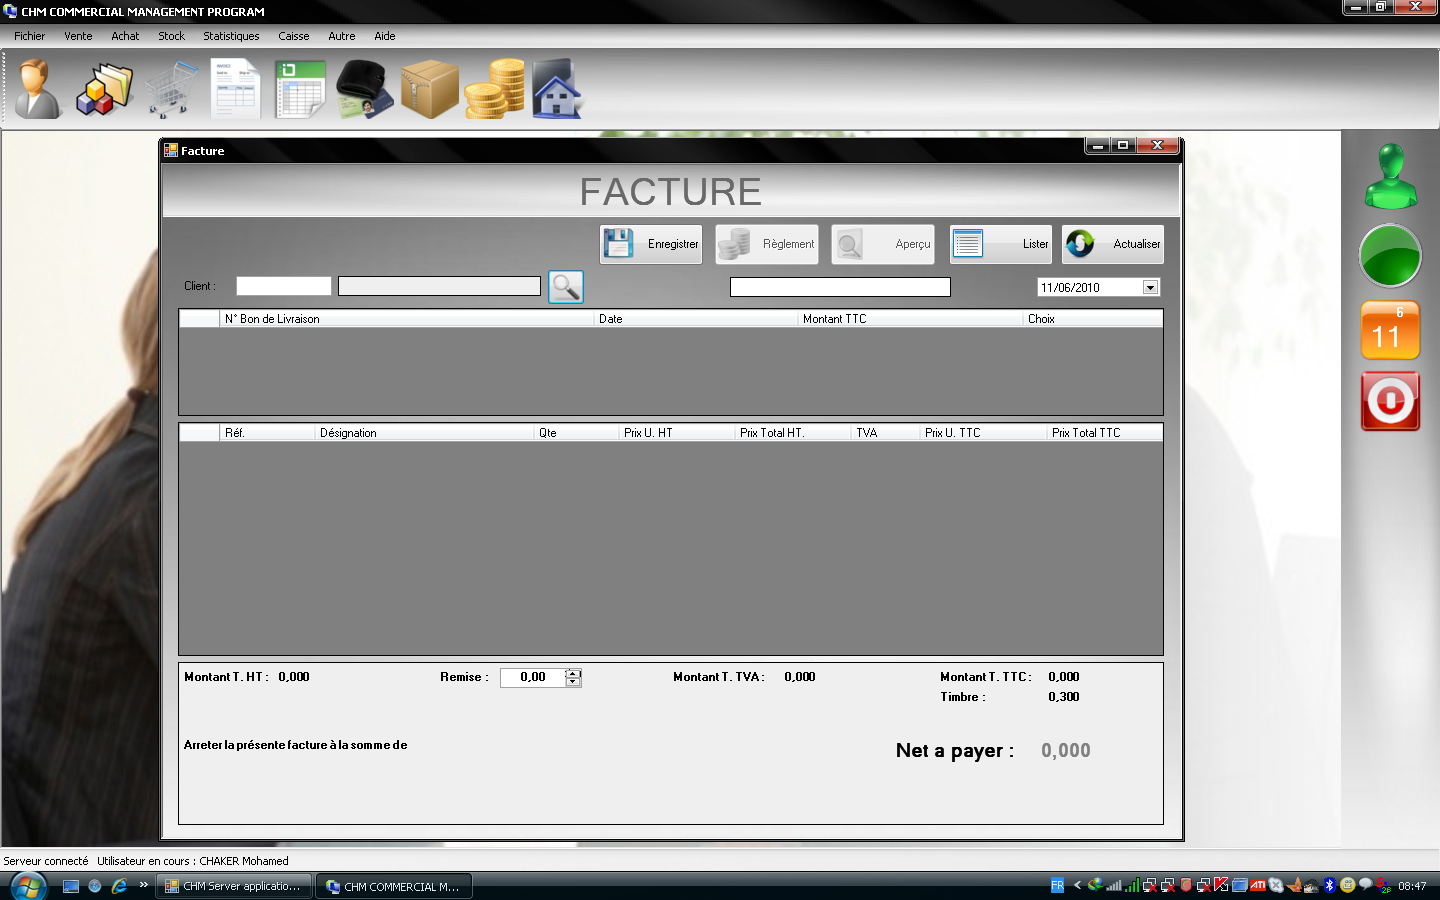 CHM COMMERCIAL MANAGEMENT PROGRAM
Fichier Vente Achat Stock Statistiques Caisse Autre Aide
INVOICE
Facture
FACTURE
Enregistrer Règlement Aperçu Lister Actualiser
Client : 11/06/2010
N° Bon de Livraison Date Montant TTC Choix
6
11
Réf. Désignation Qte Prix U. HT Prix Total HT. TVA Prix U. TTC Prix Total TTC
Montant T. HT : 0,000 Remise : 0,00 Montant T. TVA : 0,000 Montant T. TTC : 0,000
Timbre : 0,300
Arreter la présente facture à la somme de
Net a payer : 0,000
Serveur connecté Utilisateur en cours : CHAKER Mohamed
CHM Server applicatio... CHM COMMERCIAL M... FR ATI 08:47